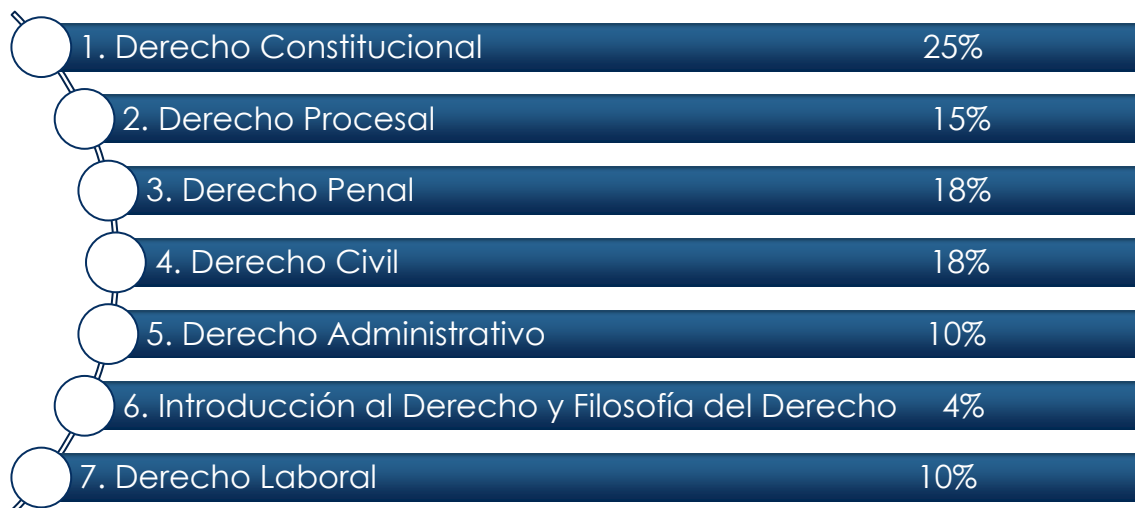 1. Derecho Constitucional 25%
2. Derecho Procesal 15%
3. Derecho Penal 18%
4. Derecho Civil 18%
5. Derecho Administrativo 10%
6. Introducción al Derecho y Filosofía del Derecho 4%
7. Derecho Laboral 10%